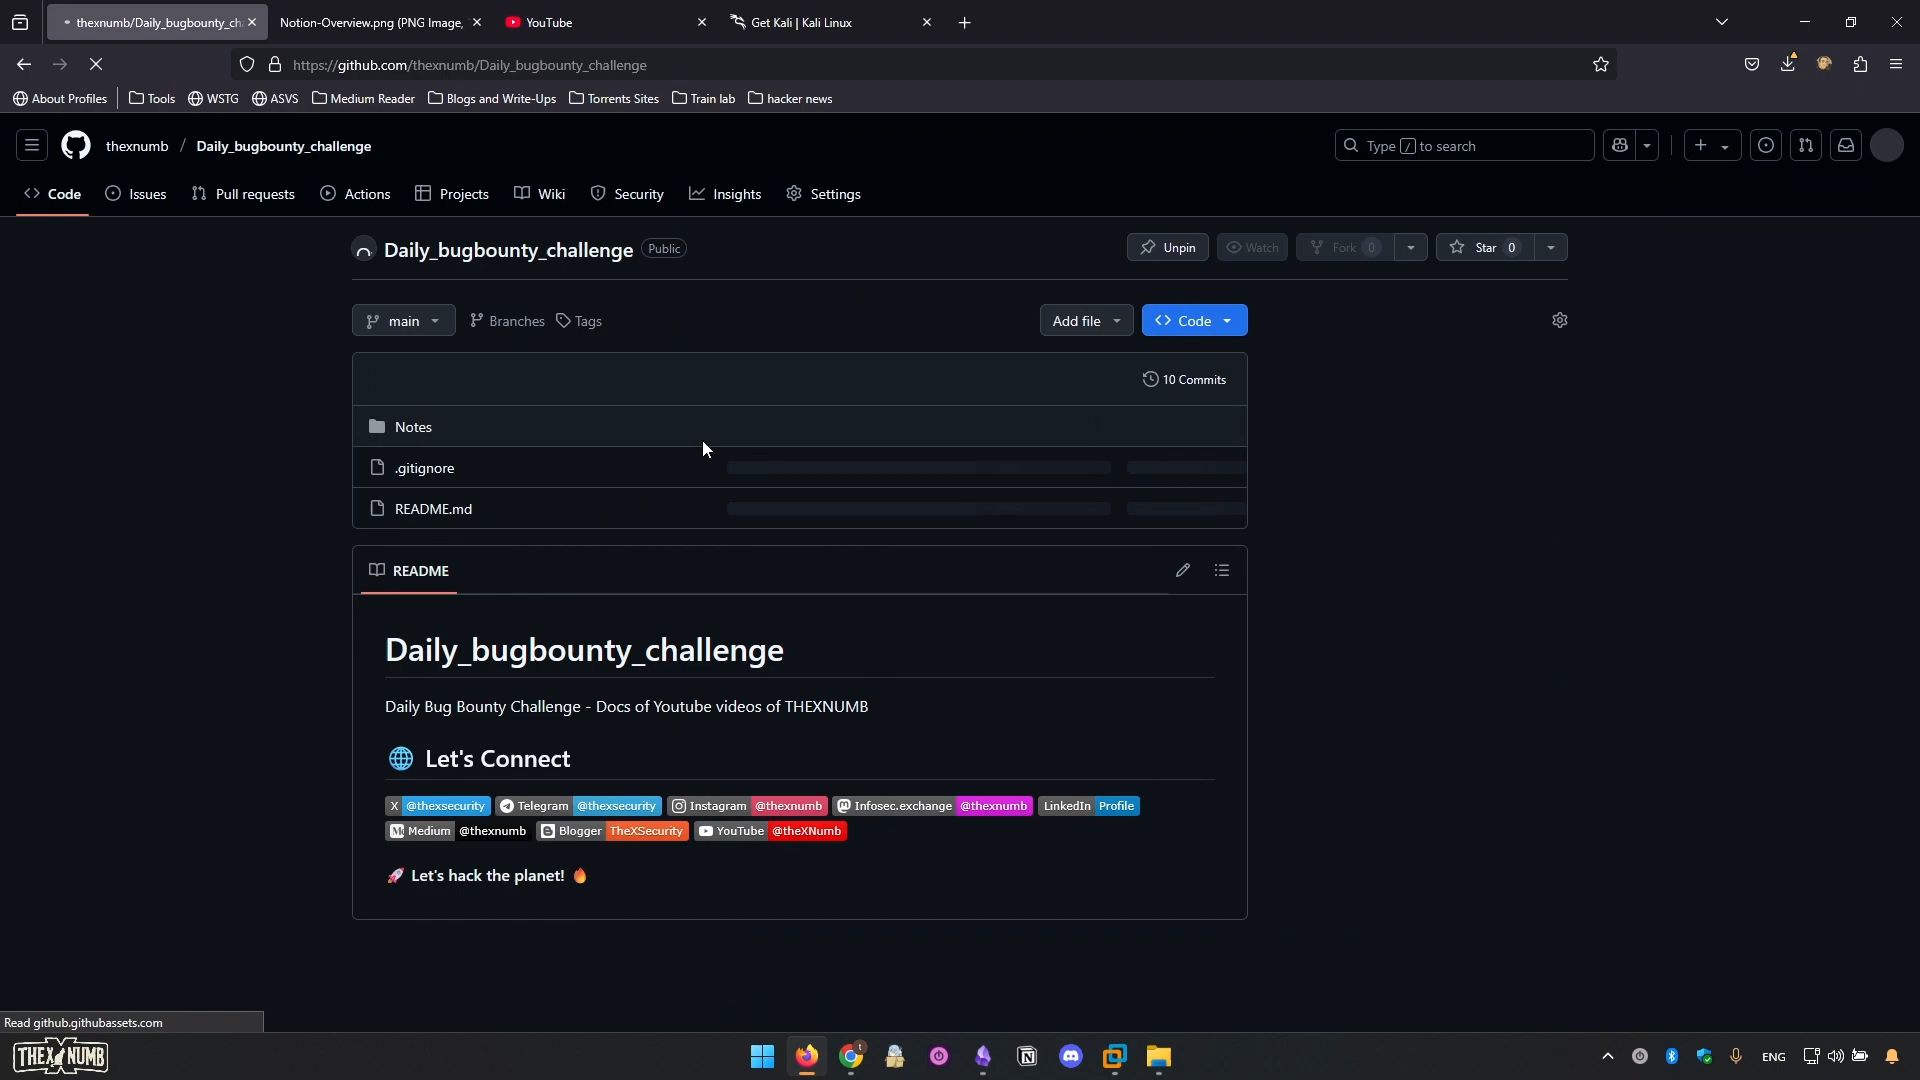 thexnumb/Daily_bugbounty_ch
Notion-Overview.png (PNG Image,
YouTube
Get Kali | Kali Linux
https://github.com/thexnumb/Daily_bugbounty_challenge
About Profiles
Tools
WSTG
ASVS
Medium Reader
Blogs and Write-Ups
Torrents Sites
Train lab
hacker news
thexnumb / Daily_bugbounty_challenge
Type / to search
Code
Issues
Pull requests
Actions
Projects
Wiki
Security
Insights
Settings
Daily_bugbounty_challenge
Public
Unpin
Watch
Fork 0
Star 0
main
Branches
Tags
Add file
Code
10 Commits
Notes
.gitignore
README.md
README
Daily_bugbounty_challenge
Daily Bug Bounty Challenge - Docs of Youtube videos of THEXNUMB
Let's Connect
X @thexsecurity Telegram @thexsecurity Instagram @thexnumb Infosec.exchange @thexnumb LinkedIn Profile
Medium @thexnumb Blogger TheXSecurity YouTube @theXNumb
Let's hack the planet!
Read github.githubassets.com
THEXNUMB
ENG